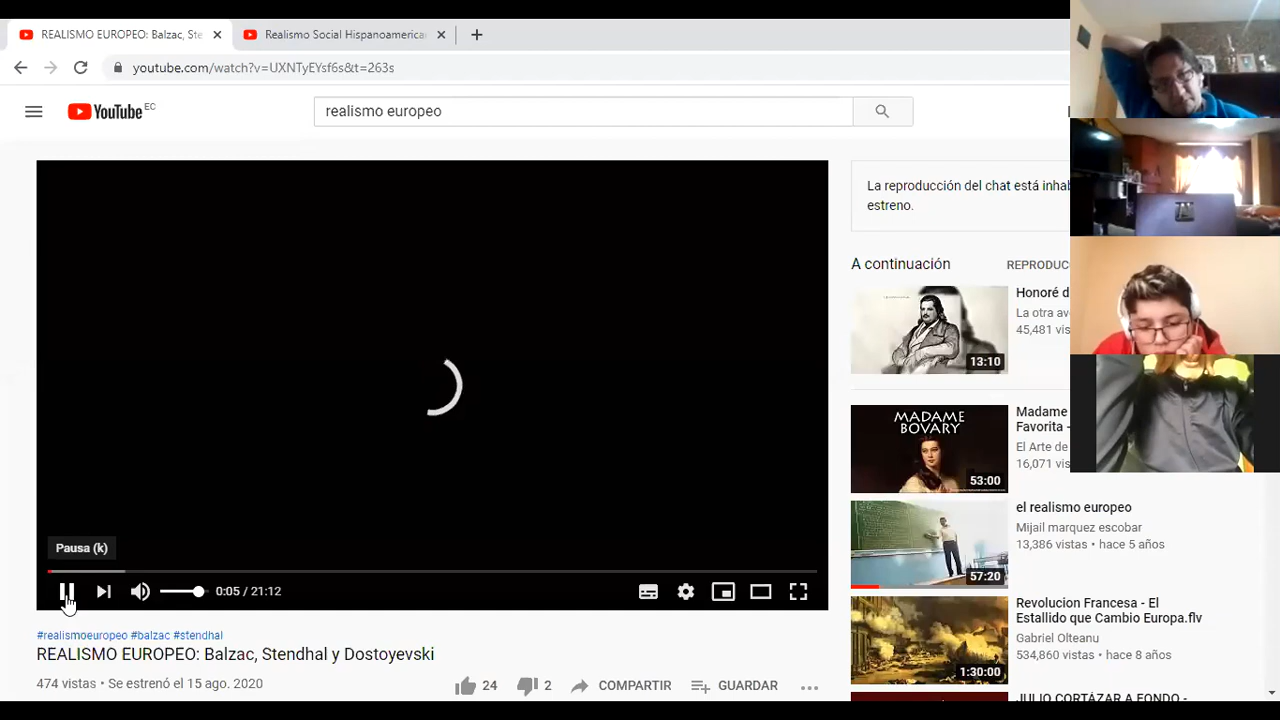 REALISMO EUROPEO: Balzac, Ste
Realismo Social Hispanoamerica
youtube.com/watch?v=UXNTyEYsf6s&t=263s
YouTube EC
realismo europeo
La reproducción del chat está inhab
estreno.
A continuación
REPRODUC
Honoré d
La otra av
45,481 vis
13:10
MADAME
BOVARY
53:00
Madame
Favorita -
El Arte de
16,071 vis
57:20
el realismo europeo
Mijail marquez escobar
13,386 vistas • hace 5 años
1:30:00
Revolucion Francesa - El
Estallido que Cambio Europa.flv
Gabriel Olteanu
534,860 vistas • hace 8 años
JULIO CORTÁZAR A FONDO -
Pausa (k)
0:05 / 21:12
#realismoeuropeo #balzac #stendhal
REALISMO EUROPEO: Balzac, Stendhal y Dostoyevski
474 vistas • Se estrenó el 15 ago. 2020
24
2
COMPARTIR
GUARDAR